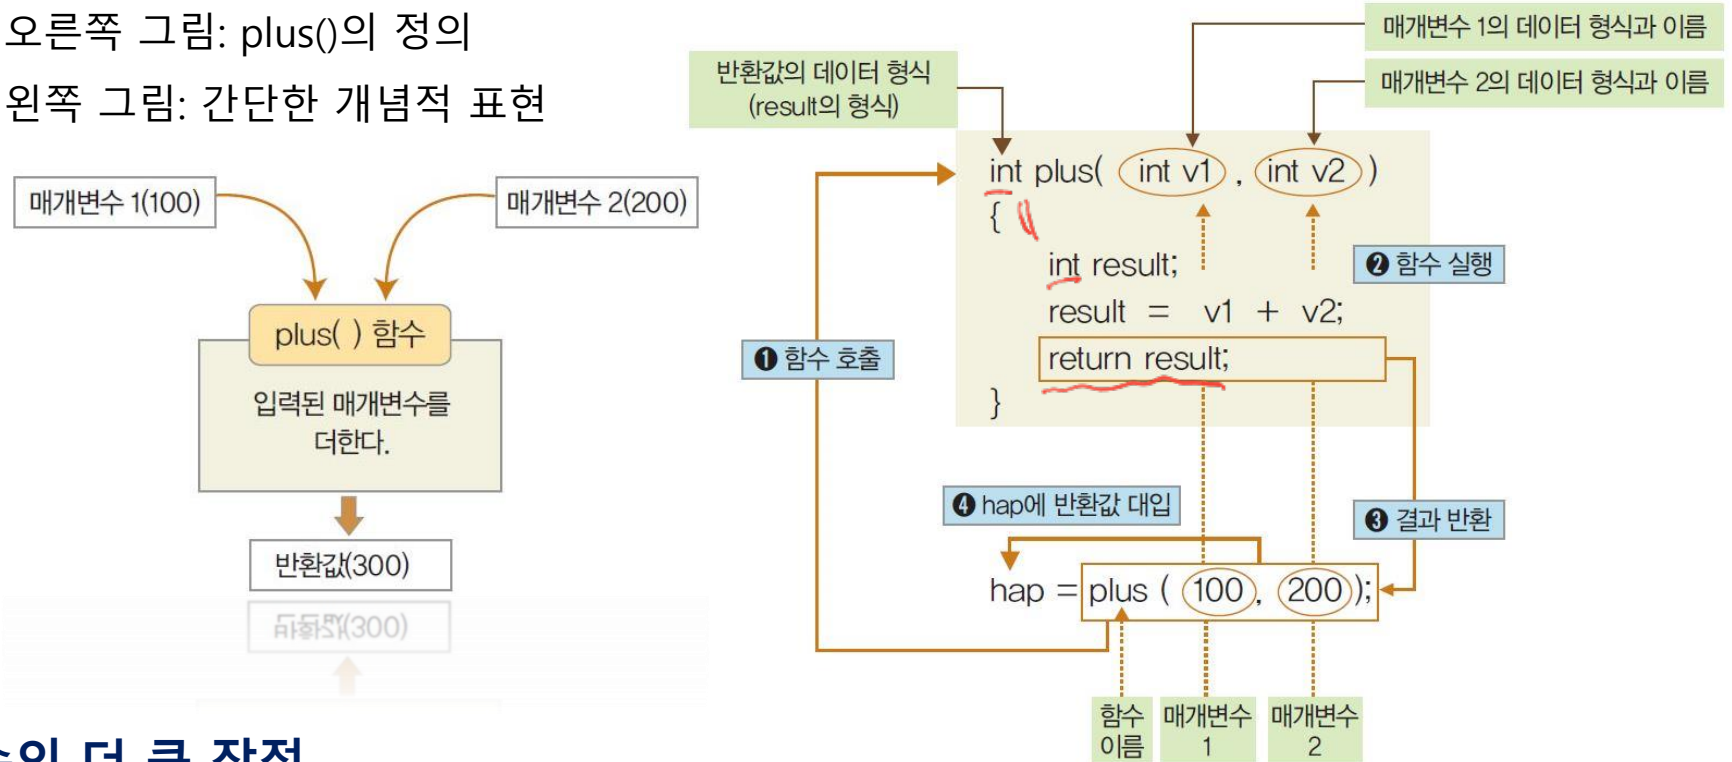 오른쪽 그림: plus()의 정의
왼쪽 그림: 간단한 개념적 표현
매개변수 1(100)
매개변수 2(200)
plus( ) 함수
입력된 매개변수를
더한다.
반환값(300)
반환값(300)
매개변수 1의 데이터 형식과 이름
매개변수 2의 데이터 형식과 이름
반환값의 데이터 형식
(result의 형식)
int plus( int v1 , int v2 )
{
int result;
result = v1 + v2;
return result;
}
❶ 함수 호출
❷ 함수 실행
❸ 결과 반환
❹ hap에 반환값 대입
hap = plus ( 100, 200 );
함수
이름
매개변수
1
매개변수
2
더 큰